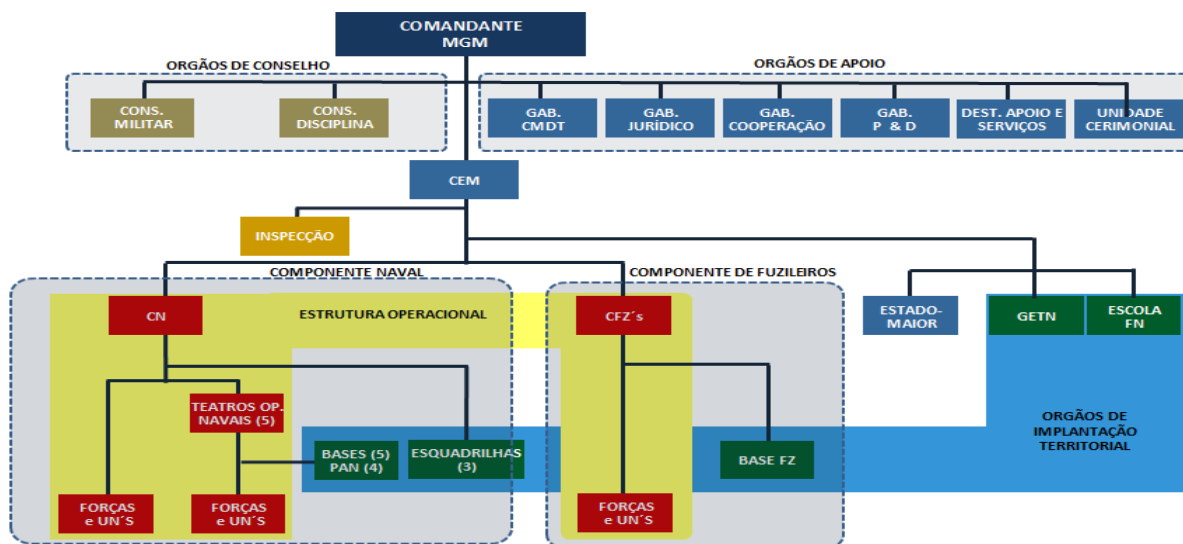 COMANDANTE
MGM
ORGÃOS DE CONSELHO
ORGÃOS DE APOIO
CONS.
MILITAR
CONS.
DISCIPLINA
GAB.
CMDT
GAB.
JURÍDICO
GAB.
COOPERAÇÃO
GAB.
P & D
DEST. APOIO E
SERVIÇOS
UNIDADE
CERIMONIAL
CEM
INSPECÇÃO
COMPONENTE NAVAL
COMPONENTE DE FUZILEIROS
CN
ESTRUTURA OPERACIONAL
CFZ´s
ESTADO-
MAIOR
GETN
ESCOLA
FN
TEATROS OP.
NAVAIS (5)
BASES (5)
PAN (4)
ESQUADRILHAS
(3)
BASE FZ
ORGÃOS DE
IMPLANTAÇÃO
TERRITORIAL
FORÇAS
e UN´S
FORÇAS
e UN´S
FORÇAS
e UN´S